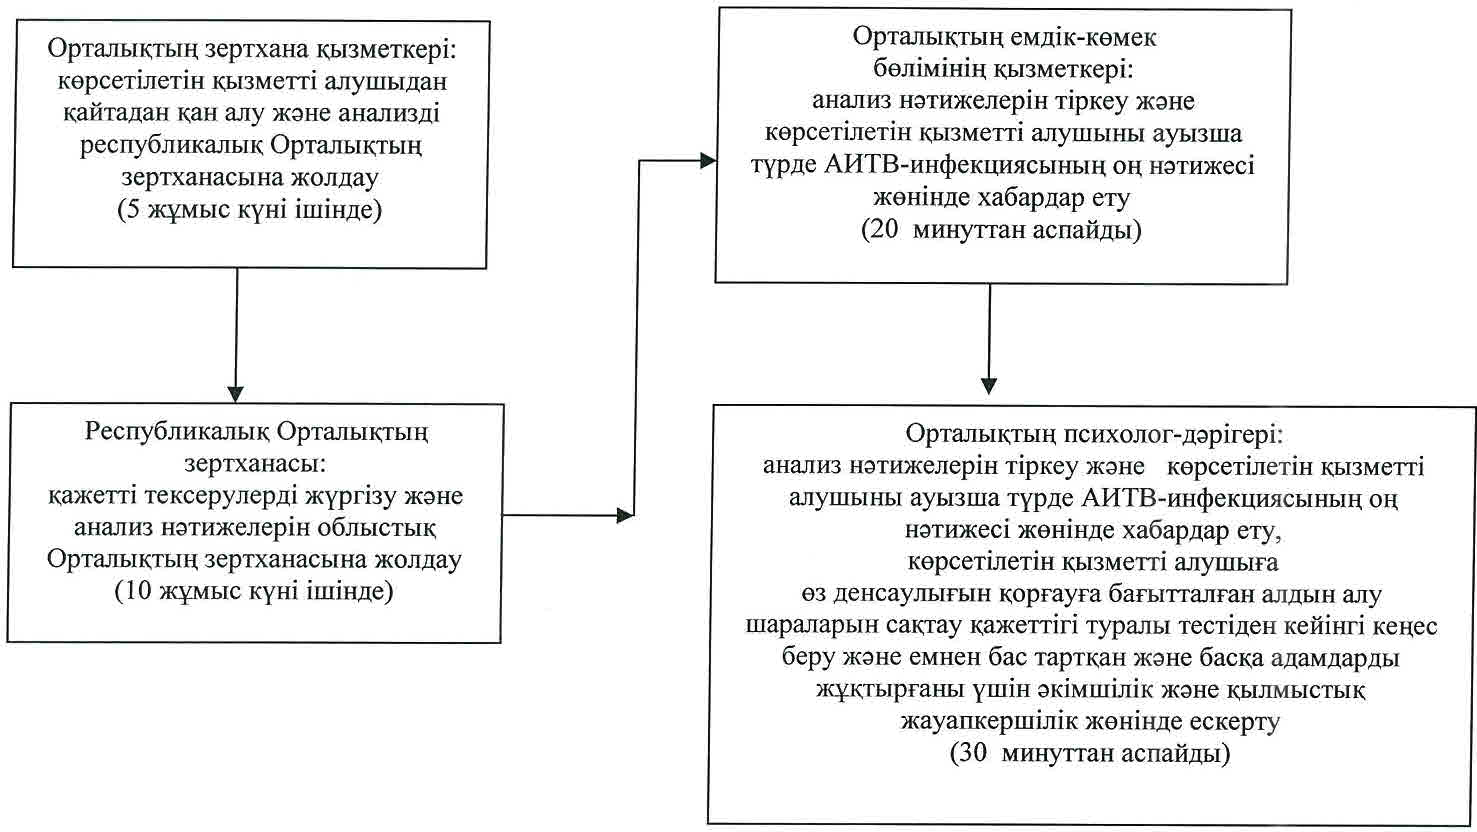 Орталықтың зертхана қызметкері:
көрсетілетін қызметті алушыдан
қайтадан қан алу және анализді
республикалық Орталықтың
зертханасына жолдау
(5 жұмыс күні ішінде)
Республикалық Орталықтың
зертханасы:
қажетті тексерулерді жүргізу және
анализ нәтижелерін облыстық
Орталықтың зертханасына жолдау
(10 жұмыс күні ішінде)
Орталықтың емдік-көмек
бөлімінің қызметкері:
анализ нәтижелерін тіркеу және
көрсетілетін қызметті алушыны ауызша
түрде АИТВ-инфекциясының оң нәтижесі
жөнінде хабардар ету
(20 минуттан аспайды)
Орталықтың психолог-дәрігері:
анализ нәтижелерін тіркеу және көрсетілетін қызметті
алушыны ауызша түрде АИТВ-инфекциясының оң
нәтижесі жөнінде хабардар ету,
көрсетілетін қызметті алушыға
өз денсаулығын қорғауға бағытталған алдын алу
шараларын сақтау қажеттігі туралы тестіден кейінгі кеңес
беру және емнен бас тартқан және басқа адамдарды
жұқтырғаны үшін әкімшілік және қылмыстық
жауапкершілік жөнінде ескерту
(30 минуттан аспайды)